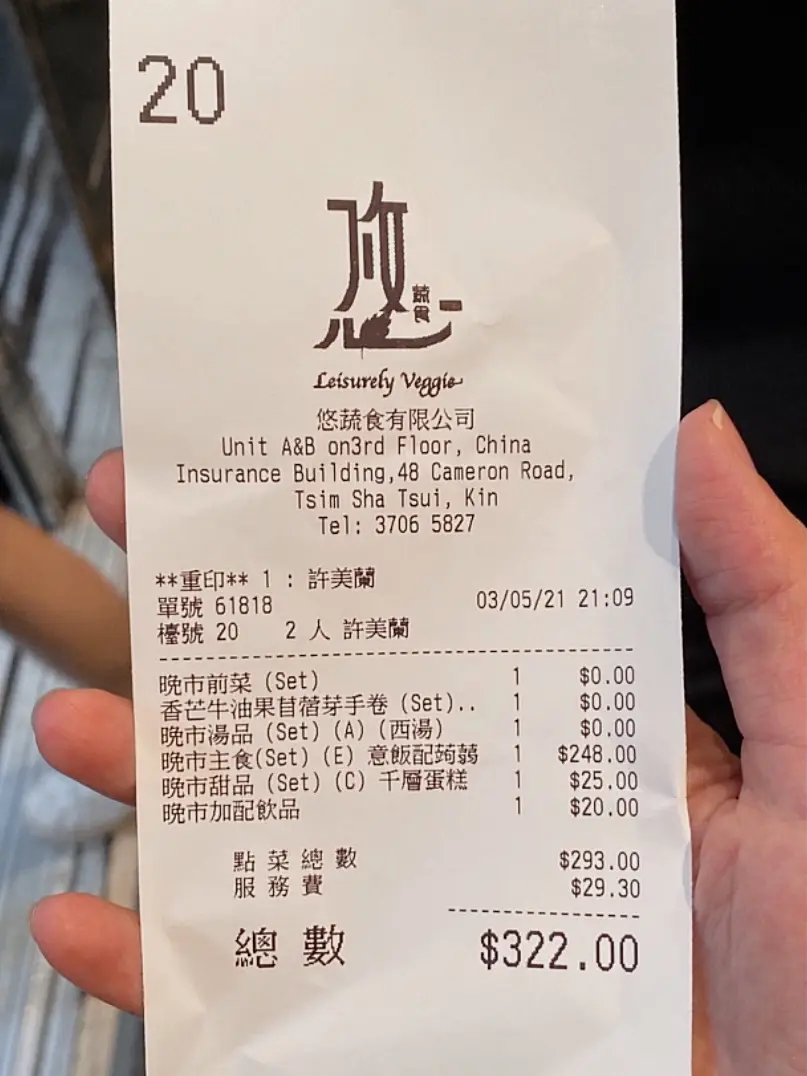 20
悠
蔬食
Leisurely Veggie
悠蔬食有限公司
Unit A&B on3rd Floor, China
Insurance Building,48 Cameron Road,
Tsim Sha Tsui, Kin
Tel: 3706 5827
**重印** 1 : 許美蘭
單號 61818 03/05/21 21:09
檯號 20 2 人 許美蘭
晚市前菜 (Set) 1 $0.00
香芒牛油果苜蓿芽手卷 (Set).. 1 $0.00
晚市湯品 (Set) (A) (西湯) 1 $0.00
晚市主食(Set) (E) 意飯配蒟蒻 1 $248.00
晚市甜品 (Set) (C) 千層蛋糕 1 $25.00
晚市加配飲品 1 $20.00
點菜總數 $293.00
服務費 $29.30
總數 $322.00